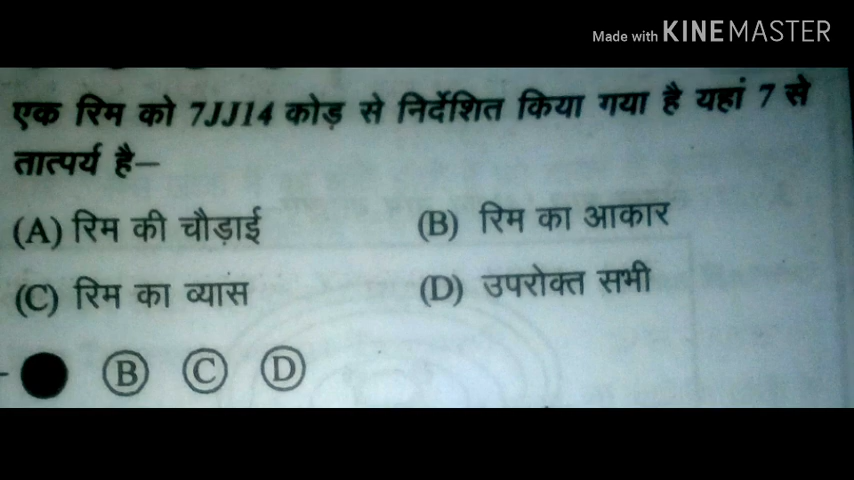 Made with KINEMASTER
एक रिम को 7JJ14 कोड़ से निर्देशित किया गया है यहां 7 से
तात्पर्य है–
(A) रिम की चौड़ाई (B) रिम का आकार
(C) रिम का व्यास (D) उपरोक्त सभी
B C D